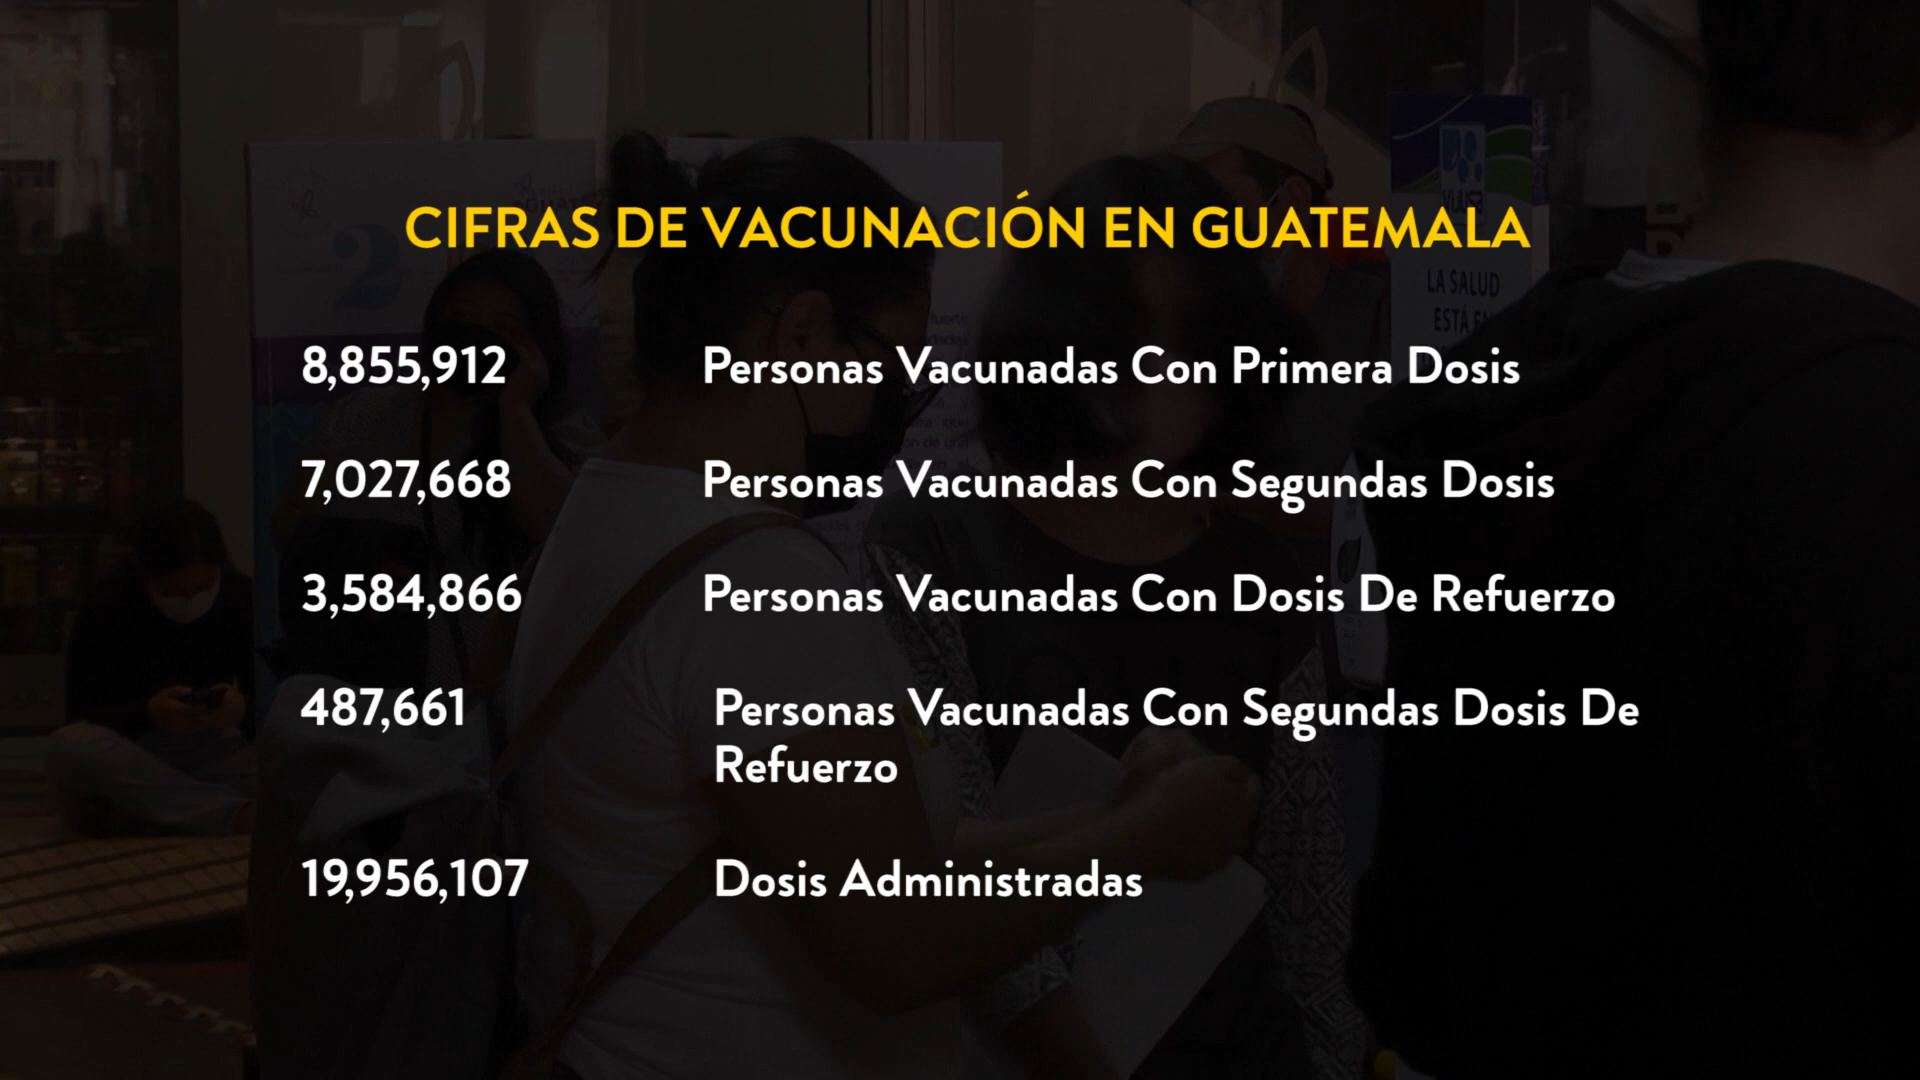 CIFRAS DE VACUNACIÓN EN GUATEMALA
8,855,912 Personas Vacunadas Con Primera Dosis
7,027,668 Personas Vacunadas Con Segundas Dosis
3,584,866 Personas Vacunadas Con Dosis De Refuerzo
487,661 Personas Vacunadas Con Segundas Dosis De
Refuerzo
19,956,107 Dosis Administradas
2
LA SALUD
ESTÁ